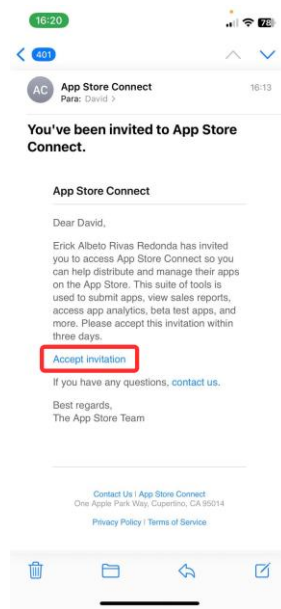 16:20
78
401
AC
App Store Connect
16:13
Para: David >
You've been invited to App Store
Connect.
App Store Connect
Dear David,
Erick Albeto Rivas Redonda has invited
you to access App Store Connect so you
can help distribute and manage their apps
on the App Store. This suite of tools is
used to submit apps, view sales reports,
access app analytics, beta test apps, and
more. Please accept this invitation within
three days.
Accept invitation
If you have any questions, contact us.
Best regards,
The App Store Team
Contact Us | App Store Connect
One Apple Park Way, Cupertino, CA 95014
Privacy Policy | Terms of Service